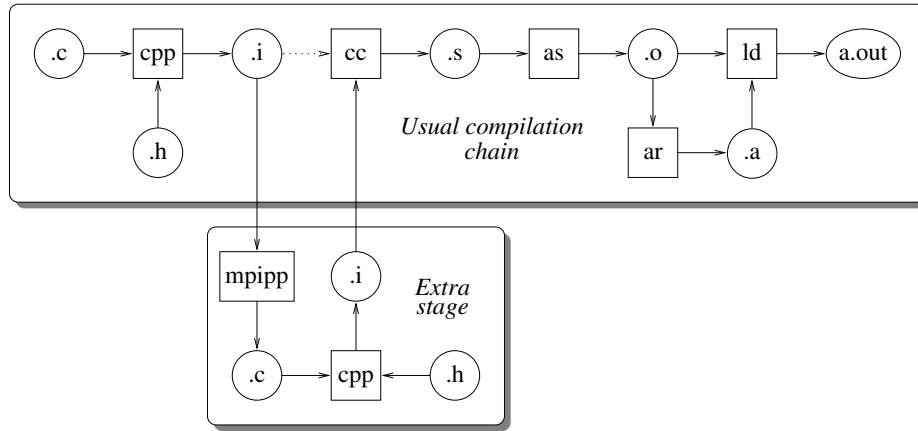 .c cpp .i cc .s as .o ld a.out
Usual compilation
chain
.h ar .a
mpipp .i
Extra
stage
.c cpp .h